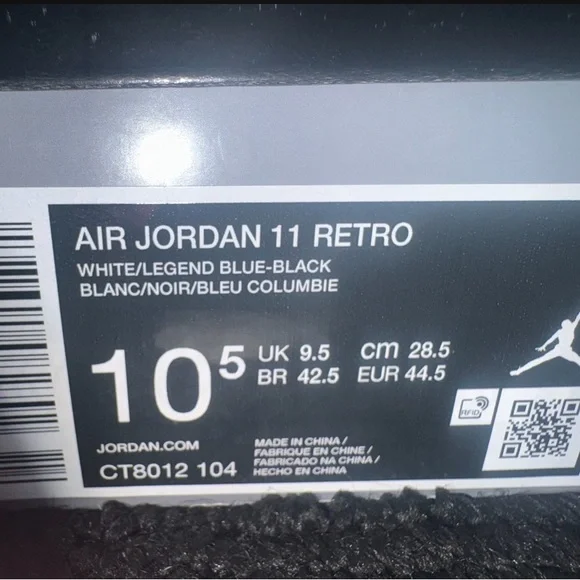 AIR JORDAN 11 RETRO
WHITE/LEGEND BLUE-BLACK
BLANC/NOIR/BLEU COLUMBIE
10⁵
UK 9.5 cm 28.5
BR 42.5 EUR 44.5
RFID
JORDAN.COM
CT8012 104
MADE IN CHINA /
FABRIQUE EN CHINE /
FABRICADO NA CHINA /
HECHO EN CHINA